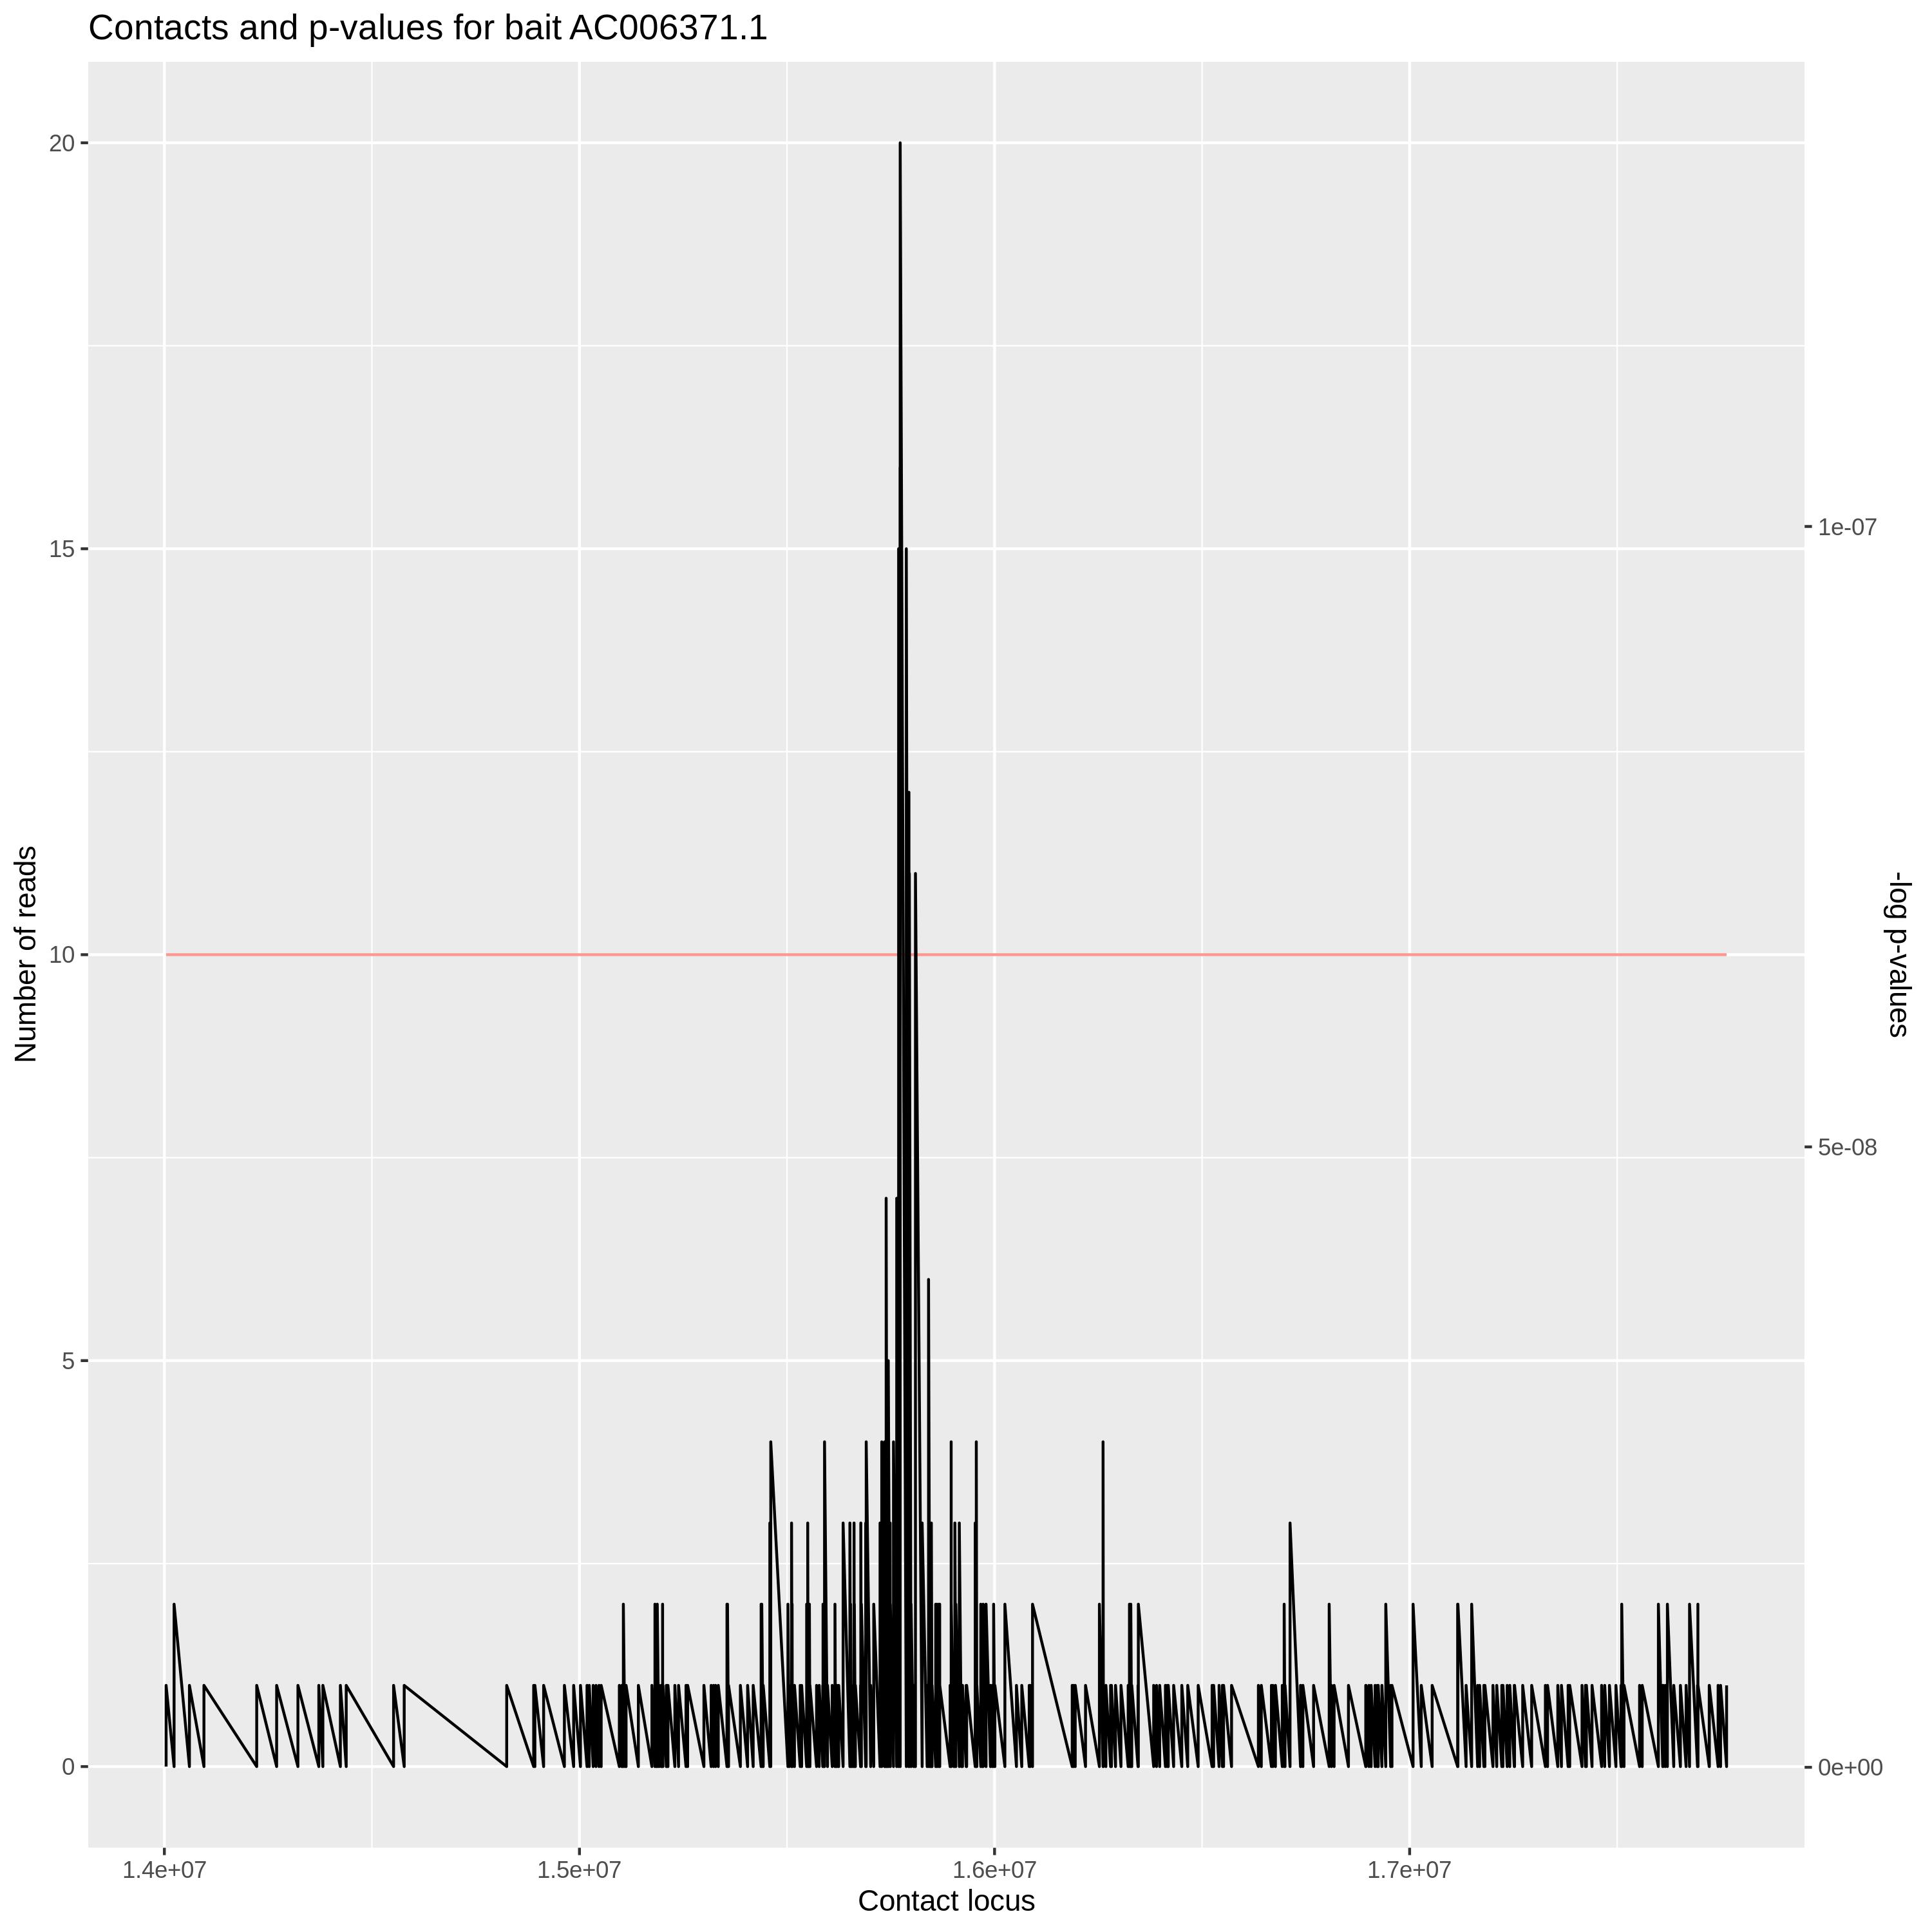 Contacts and p-values for bait AC006371.1
Number of reads
20
15
10
5
0
1e-07
5e-08
0e+00
-log p-values
1.4e+07
1.5e+07
1.6e+07
1.7e+07
Contact locus